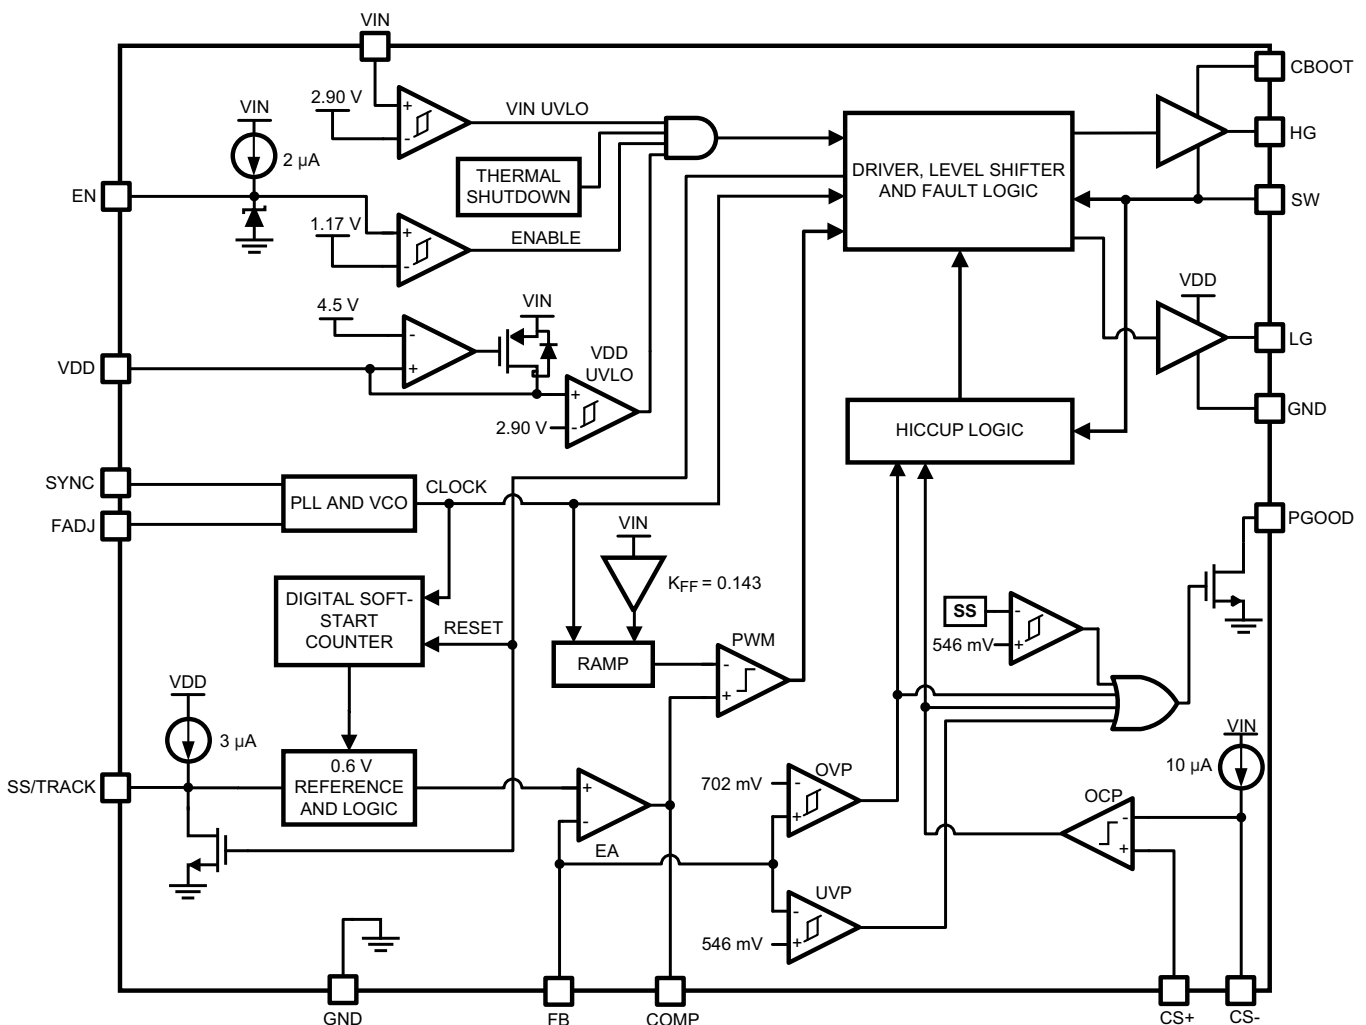 VIN
CBOOT
2.90 V
VIN UVLO
VIN
2 µA
HG
THERMAL
SHUTDOWN
DRIVER, LEVEL SHIFTER
AND FAULT LOGIC
EN
SW
1.17 V
ENABLE
4.5 V
VIN
VDD
VDD
UVLO
LG
VDD
2.90 V
GND
HICCUP LOGIC
SYNC
PLL AND VCO
CLOCK
FADJ
VIN
PGOOD
KFF = 0.143
DIGITAL SOFT-
START
COUNTER
RESET
SS
546 mV
PWM
RAMP
VDD
3 µA
VIN
10 µA
SS/TRACK
0.6 V
REFERENCE
AND LOGIC
702 mV
OVP
OCP
-
+
EA
UVP
546 mV
GND
FB
COMP
CS+
CS-